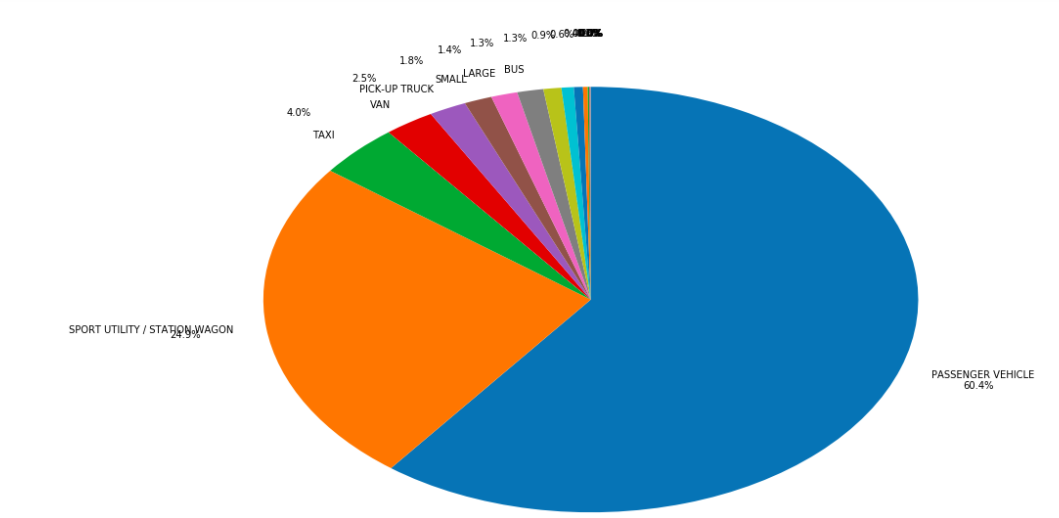 1.3%
0.9%
0.6%
1.3%
1.4%
1.8%
BUS
LARGE
SMALL
2.5%
PICK-UP TRUCK
VAN
4.0%
TAXI
SPORT UTILITY / STATION WAGON
24.9%
PASSENGER VEHICLE
60.4%